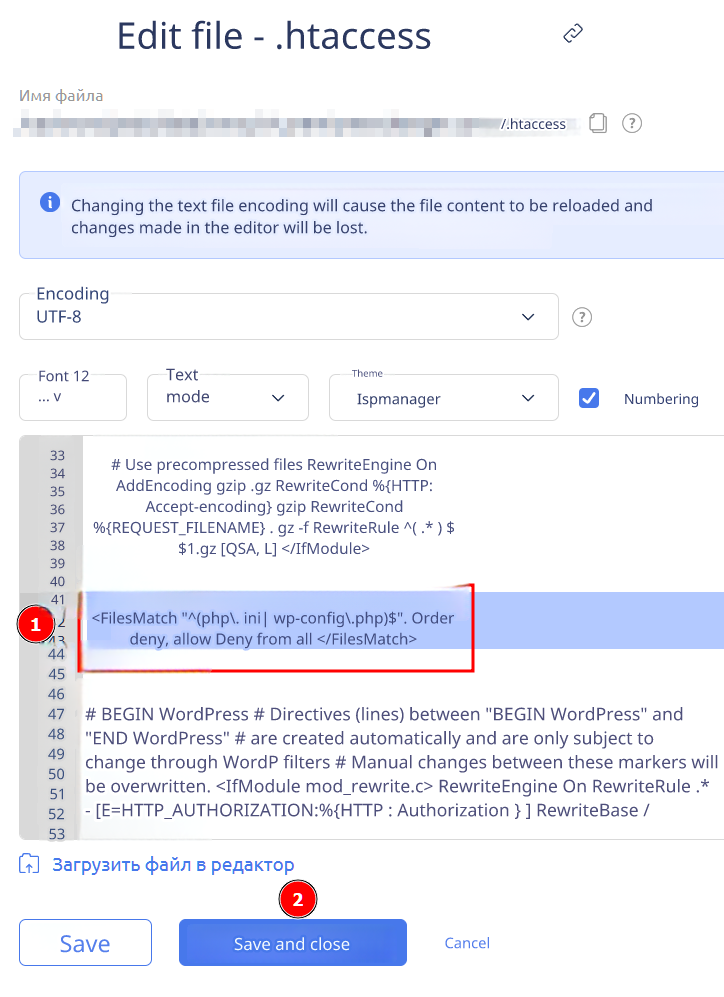 Edit file - .htaccess
Имя файла
/.htaccess
Changing the text file encoding will cause the file content to be reloaded and
changes made in the editor will be lost.
Encoding
UTF-8
Font 12
... v
Text
mode
Theme
Ispmanager
Numbering
33
34
35
36
37
38
39
40
41
44
45
46
47
48
49
50
51
52
53
# Use precompressed files RewriteEngine On
AddEncoding gzip .gz RewriteCond %{HTTP:
Accept-encoding} gzip RewriteCond
%{REQUEST_FILENAME} . gz -f RewriteRule ^( .* ) $
$1.gz [QSA, L] </IfModule>
1
<FilesMatch "^(php\. ini| wp-config\.php)$". Order
deny, allow Deny from all </FilesMatch>
# BEGIN WordPress # Directives (lines) between "BEGIN WordPress" and
"END WordPress" # are created automatically and are only subject to
change through WordP filters # Manual changes between these markers will
be overwritten. <IfModule mod_rewrite.c> RewriteEngine On RewriteRule .*
- [E=HTTP_AUTHORIZATION:%{HTTP : Authorization } ] RewriteBase /
Загрузить файл в редактор
2
Save
Save and close
Cancel